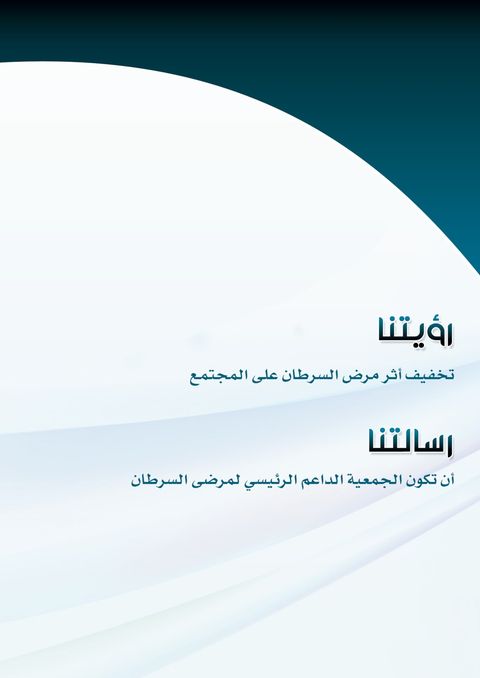 رؤيتنا
تخفيف أثر مرض السرطان على المجتمع
رسالتنا
أن تكون الجمعية الداعم الرئيسي لمرضى السرطان